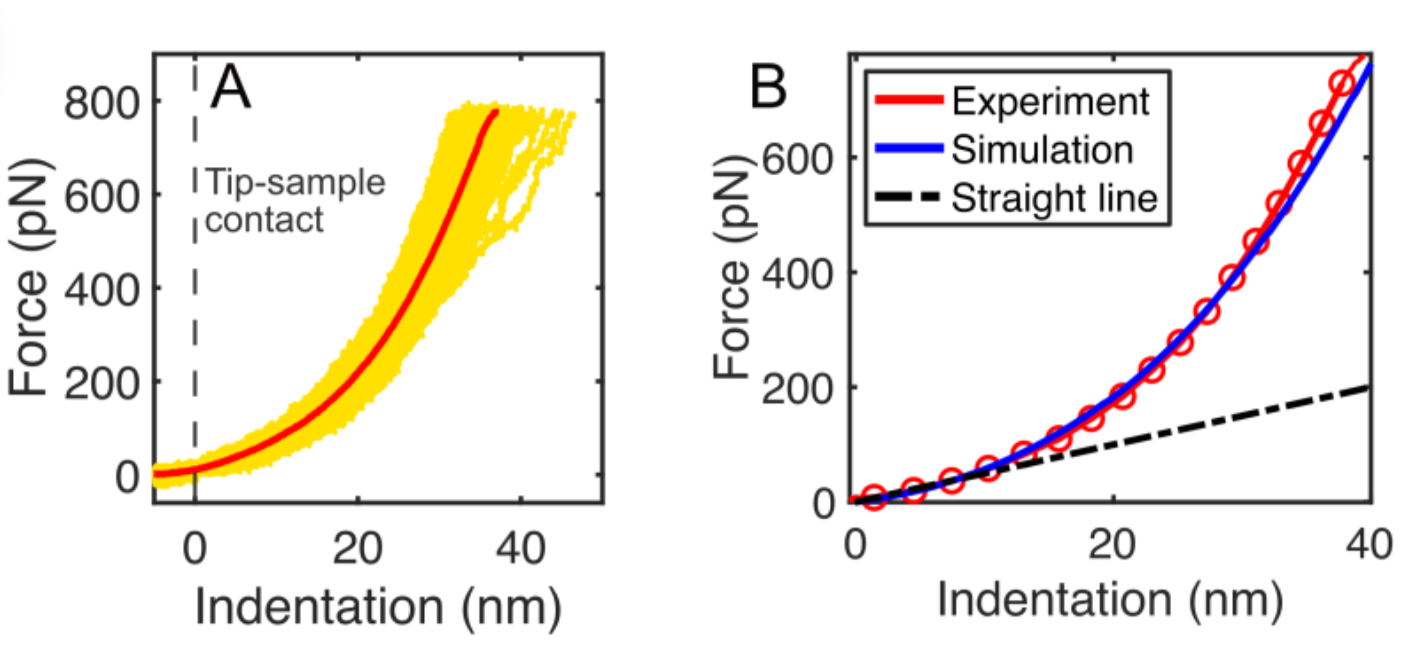 A
Tip-sample
contact
800
600
400
200
0
0 20 40
Force (pN)
Indentation (nm)
B
Experiment
Simulation
Straight line
600
400
200
0
0 20 40
Force (pN)
Indentation (nm)